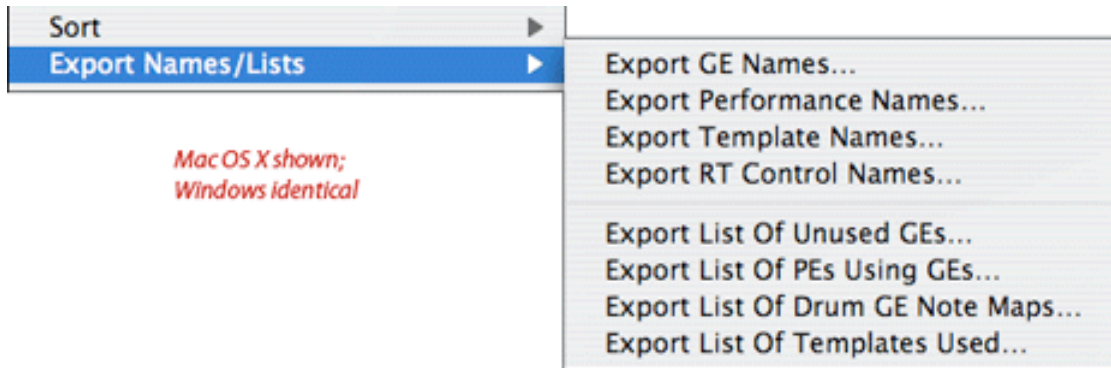 Sort
Export Names/Lists
Export GE Names...
Export Performance Names...
Export Template Names...
Export RT Control Names...
Export List Of Unused GEs...
Export List Of PEs Using GEs...
Export List Of Drum GE Note Maps...
Export List Of Templates Used...
Mac OS X shown;
Windows identical